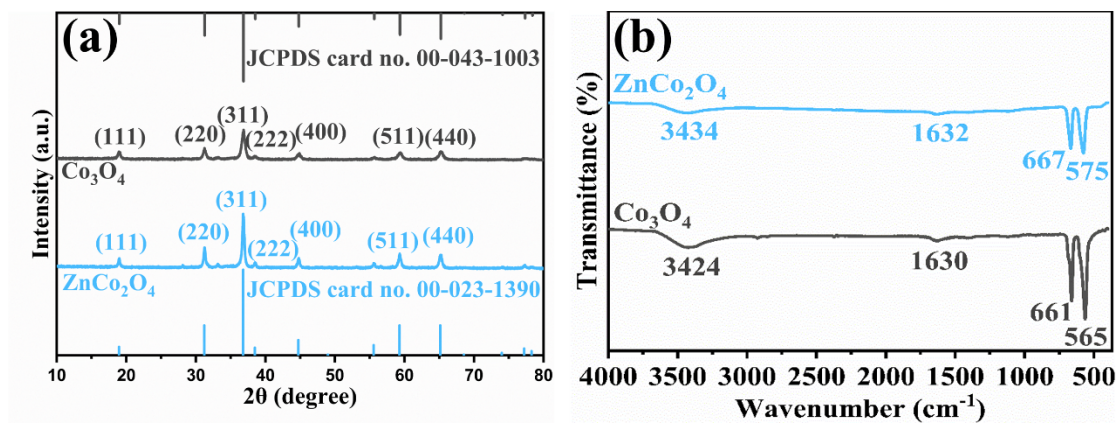 (a)
JCPDS card no. 00-043-1003
(111) (220) (311) (222) (400) (511) (440)
Co₃O₄
(111) (220) (311) (222) (400) (511) (440)
ZnCo₂O₄
JCPDS card no. 00-023-1390
Intensity (a.u.)
10 20 30 40 50 60 70 80
2θ (degree)
(b)
ZnCo₂O₄
3434 1632 667 575
Co₃O₄
3424 1630 661 565
Transmittance (%)
4000 3500 3000 2500 2000 1500 1000 500
Wavenumber (cm⁻¹)